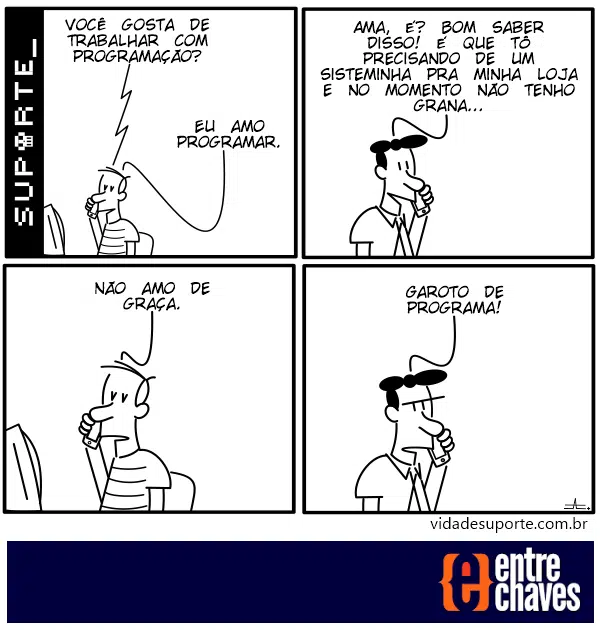 SUPORTE_
VOCÊ GOSTA DE
TRABALHAR COM
PROGRAMAÇÃO?
EU AMO
PROGRAMAR.
AMA, É? BOM SABER
DISSO! É QUE TÔ
PRECISANDO DE UM
SISTEMINHA PRA MINHA LOJA
E NO MOMENTO NÃO TENHO
GRANA...
NÃO AMO DE
GRAÇA.
GAROTO DE
PROGRAMA!
vidadesuporte.com.br
{e}
entre
chaves